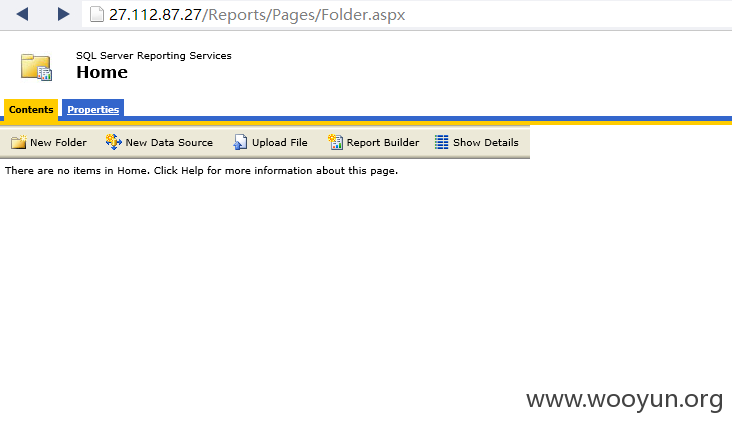 27.112.87.27/Reports/Pages/Folder.aspx
SQL Server Reporting Services
Home
Contents Properties
New Folder New Data Source Upload File Report Builder Show Details
There are no items in Home. Click Help for more information about this page.
www.wooyun.org